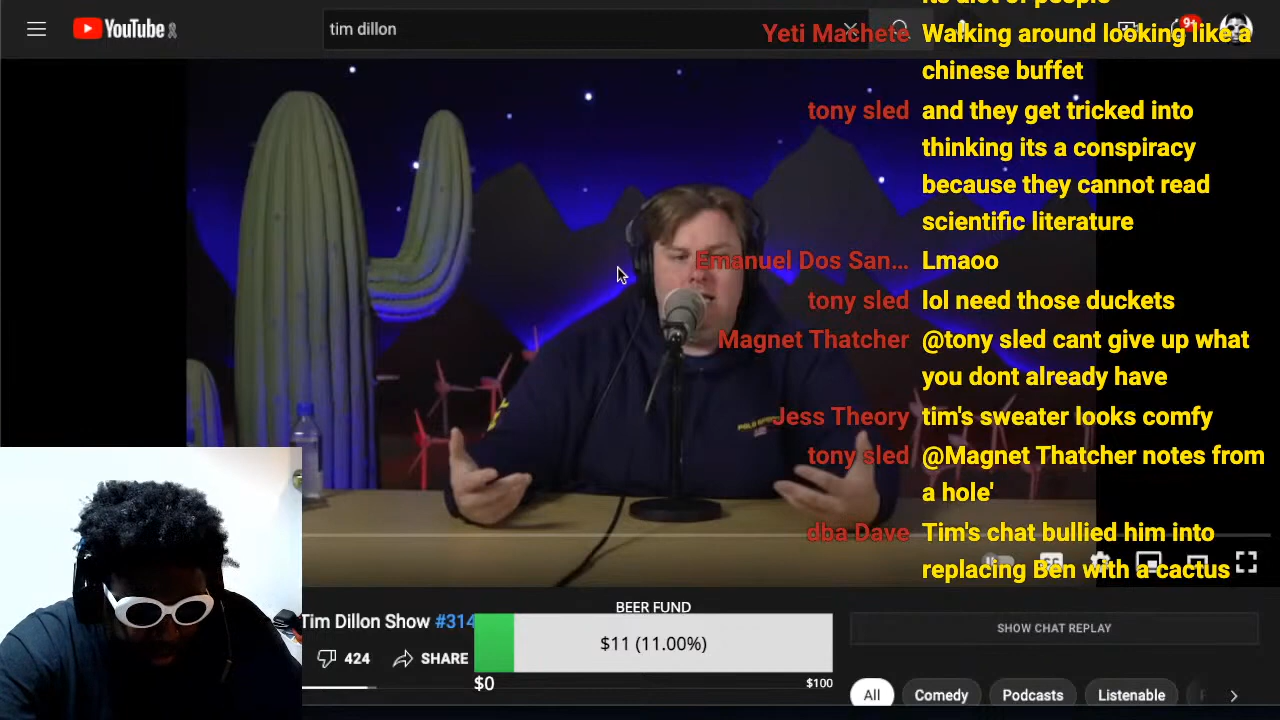 YouTube
tim dillon
9+
Yeti Machete Walking around looking like a
chinese buffet
tony sled and they get tricked into
thinking its a conspiracy
because they cannot read
scientific literature
Emanuel Dos San... Lmaoo
tony sled lol need those duckets
Magnet Thatcher @tony sled cant give up what
you dont already have
Jess Theory tim's sweater looks comfy
tony sled @Magnet Thatcher notes from
a hole'
dba Dave Tim's chat bullied him into
replacing Ben with a cactus
Tim Dillon Show #314
424 SHARE
BEER FUND
$11 (11.00%)
$0 $100
SHOW CHAT REPLAY
All Comedy Podcasts Listenable